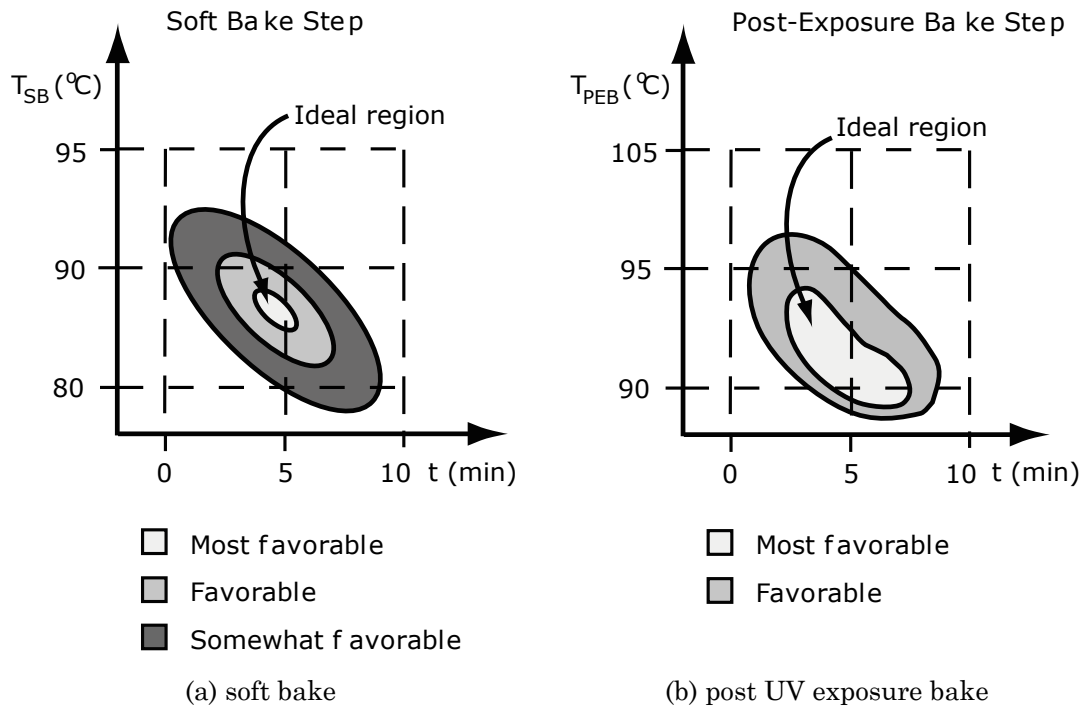 Soft Bake Step
T_SB (°C)
Ideal region
95
90
80
0 5 10 t (min)
Most favorable
Favorable
Somewhat favorable
(a) soft bake
Post-Exposure Bake Step
T_PEB (°C)
Ideal region
105
95
90
0 5 10 t (min)
Most favorable
Favorable
(b) post UV exposure bake